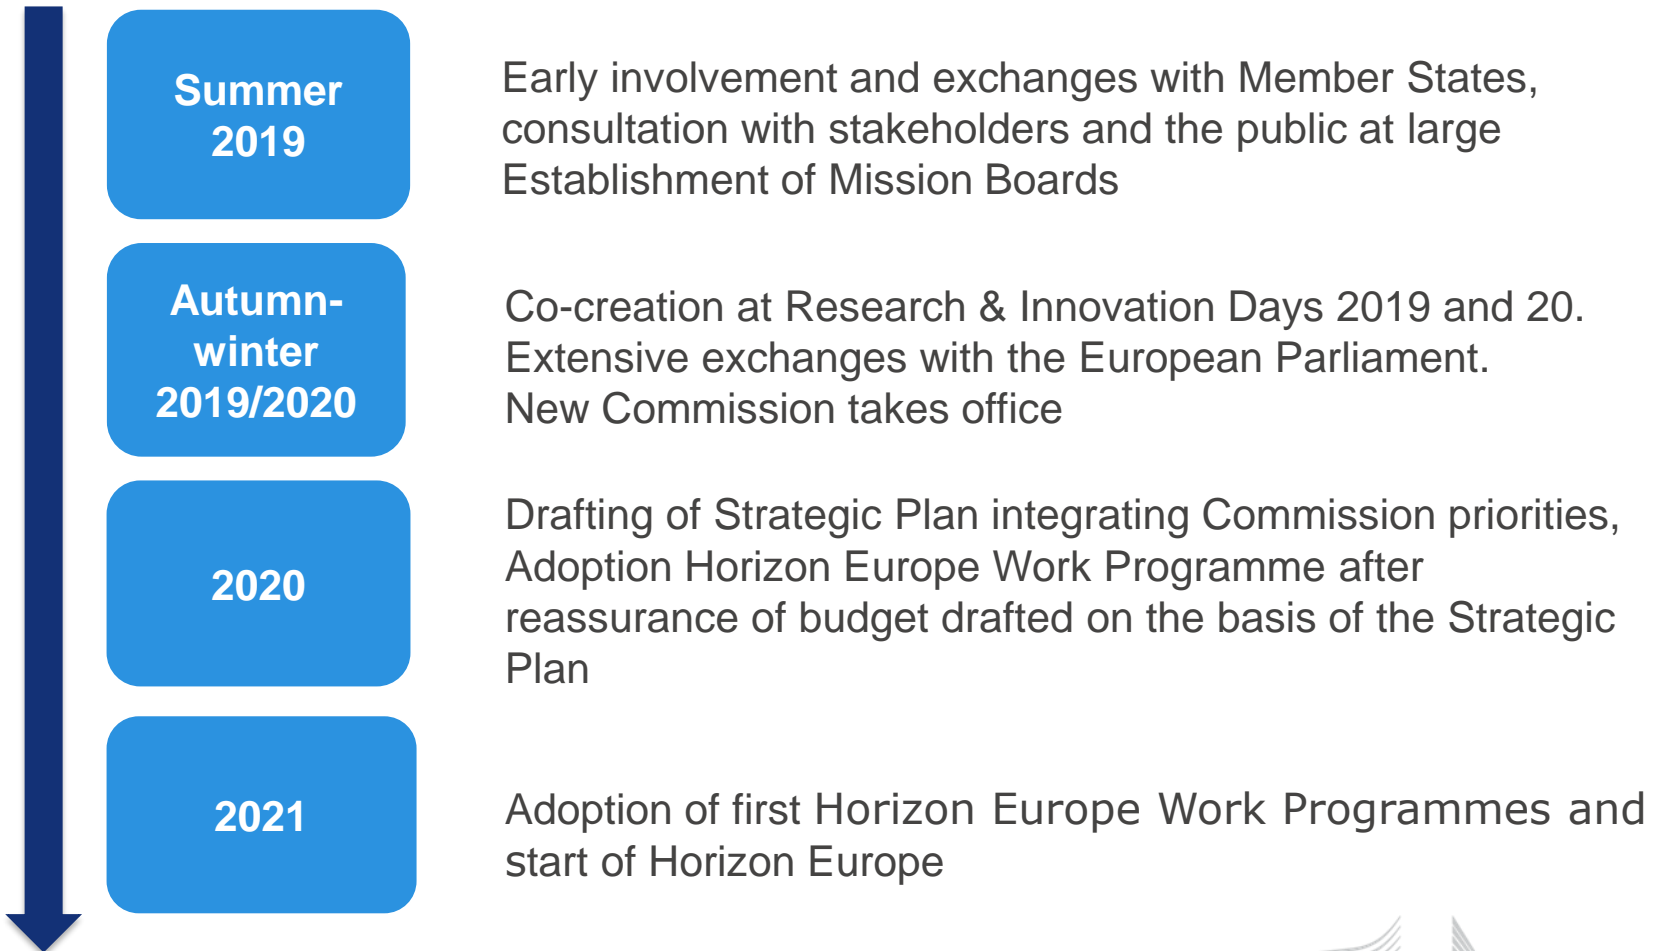 Summer
2019
Early involvement and exchanges with Member States,
consultation with stakeholders and the public at large
Establishment of Mission Boards
Autumn-
winter
2019/2020
Co-creation at Research & Innovation Days 2019 and 20.
Extensive exchanges with the European Parliament.
New Commission takes office
2020
Drafting of Strategic Plan integrating Commission priorities,
Adoption Horizon Europe Work Programme after
reassurance of budget drafted on the basis of the Strategic
Plan
2021
Adoption of first Horizon Europe Work Programmes and
start of Horizon Europe